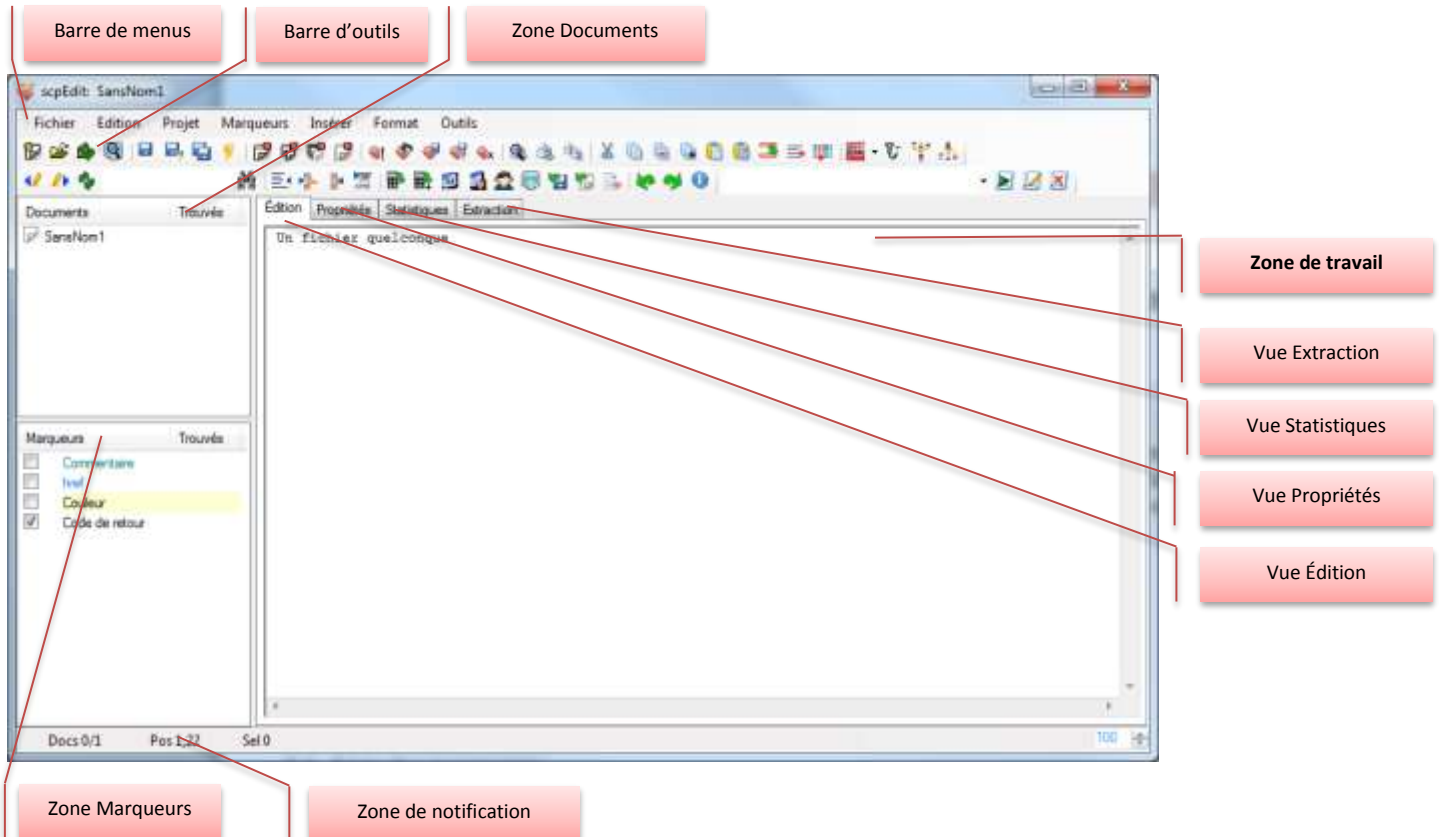 Barre de menus
Barre d’outils
Zone Documents
scpEdit: SansNom1
Fichier Edition Projet Marqueurs Insérer Format Outils
Documents Trouvés
SansNom1
Édition Propriétés Statistiques Extraction
Un fichier quelconque
Zone de travail
Vue Extraction
Vue Statistiques
Vue Propriétés
Vue Édition
Marqueurs Trouvés
Commentaire
href
Couleur
Code de retour
Docs 0/1 Pos 1,22 Sel 0 100
Zone Marqueurs
Zone de notification